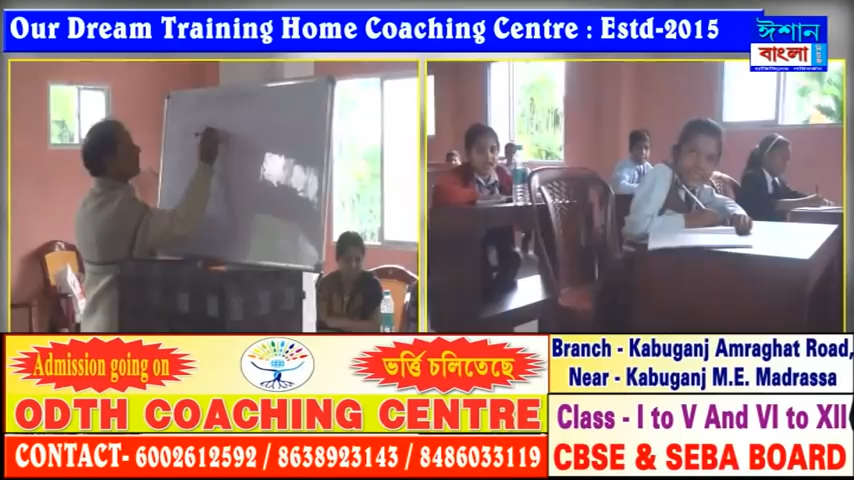 Our Dream Training Home Coaching Centre : Estd-2015
ঈশান
বাংলা
Admission going on
ভর্ত্তি চলিতেছে
ODTH COACHING CENTRE
CONTACT- 6002612592 / 8638923143 / 8486033119
Branch - Kabuganj Amraghat Road,
Near - Kabuganj M.E. Madrassa
Class - I to V And VI to XII
CBSE & SEBA BOARD